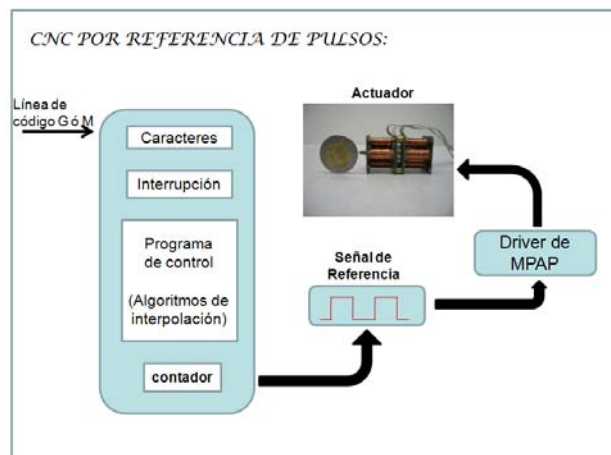 CNC POR REFERENCIA DE PULSOS:
Línea de
código G ó M
Caracteres
Interrupción
Programa
de control
(Algoritmos de
interpolación)
contador
Actuador
Señal de
Referencia
Driver de
MPAP